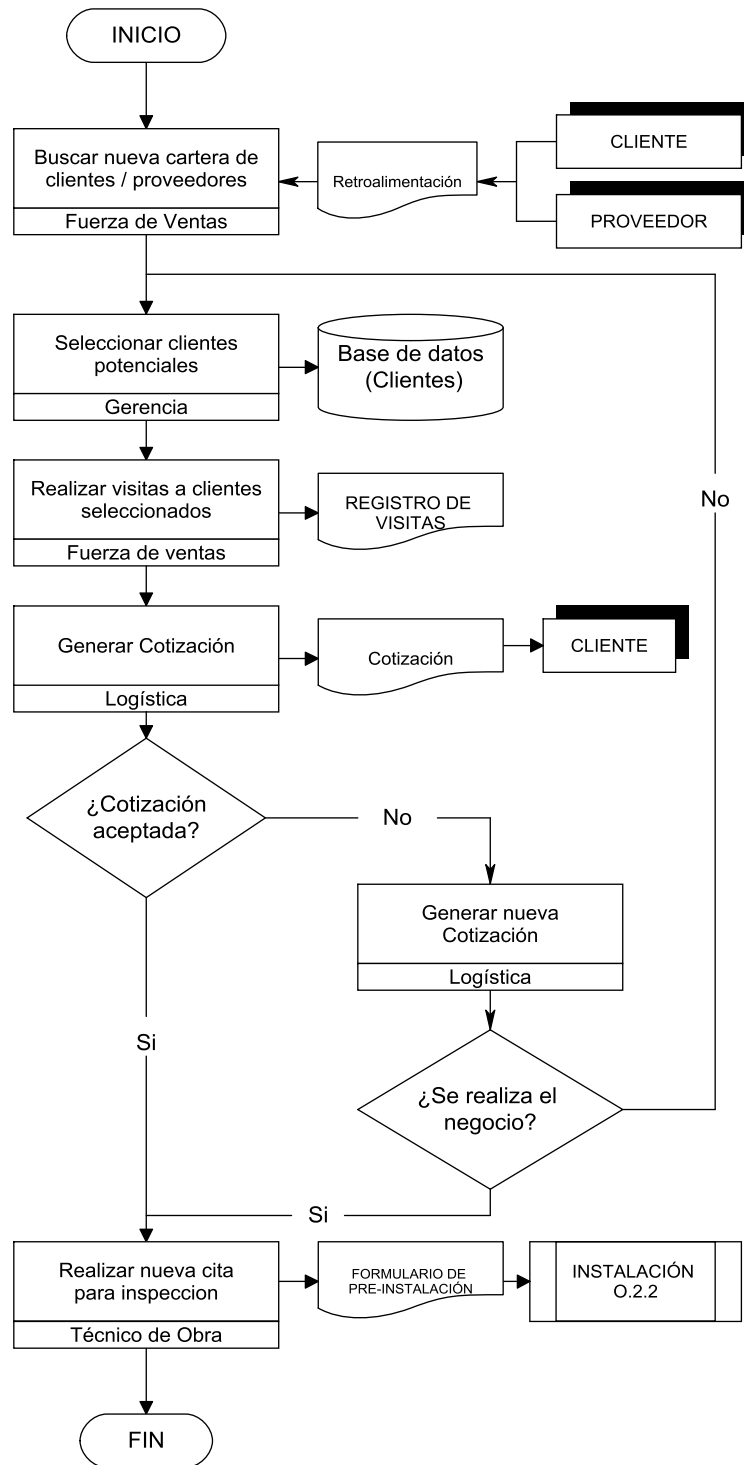 INICIO
Buscar nueva cartera de
clientes / proveedores
Fuerza de Ventas
Retroalimentación
CLIENTE
PROVEEDOR
Seleccionar clientes
potenciales
Gerencia
Base de datos
(Clientes)
Realizar visitas a clientes
seleccionados
Fuerza de ventas
REGISTRO DE
VISITAS
No
Generar Cotización
Logística
Cotización
CLIENTE
¿Cotización
aceptada?
No
Generar nueva
Cotización
Logística
Si
¿Se realiza el
negocio?
Si
Realizar nueva cita
para inspeccion
Técnico de Obra
FORMULARIO DE
PRE-INSTALACIÓN
INSTALACIÓN
O.2.2
FIN